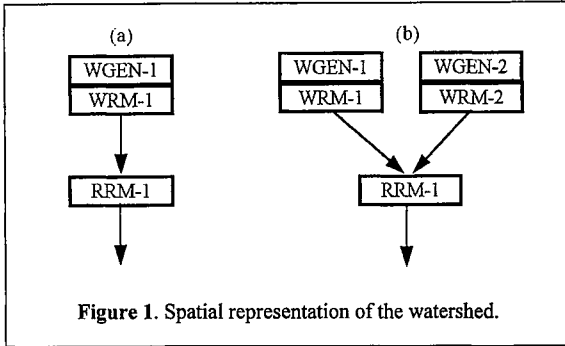 (a) (b)
WGEN-1 WGEN-1 WGEN-2
WRM-1 WRM-1 WRM-2
RRM-1 RRM-1
Figure 1. Spatial representation of the watershed.